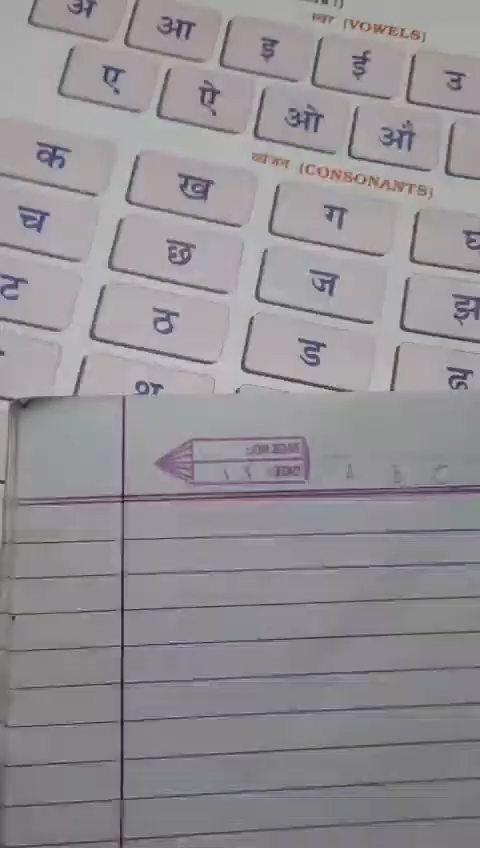 अ आ इ ई उ
ए ऐ ओ औ
स्वर (VOWELS)
व्यंजन (CONSONANTS)
क ख ग घ
च छ ज झ
ट ठ ड ढ
थ
A B C